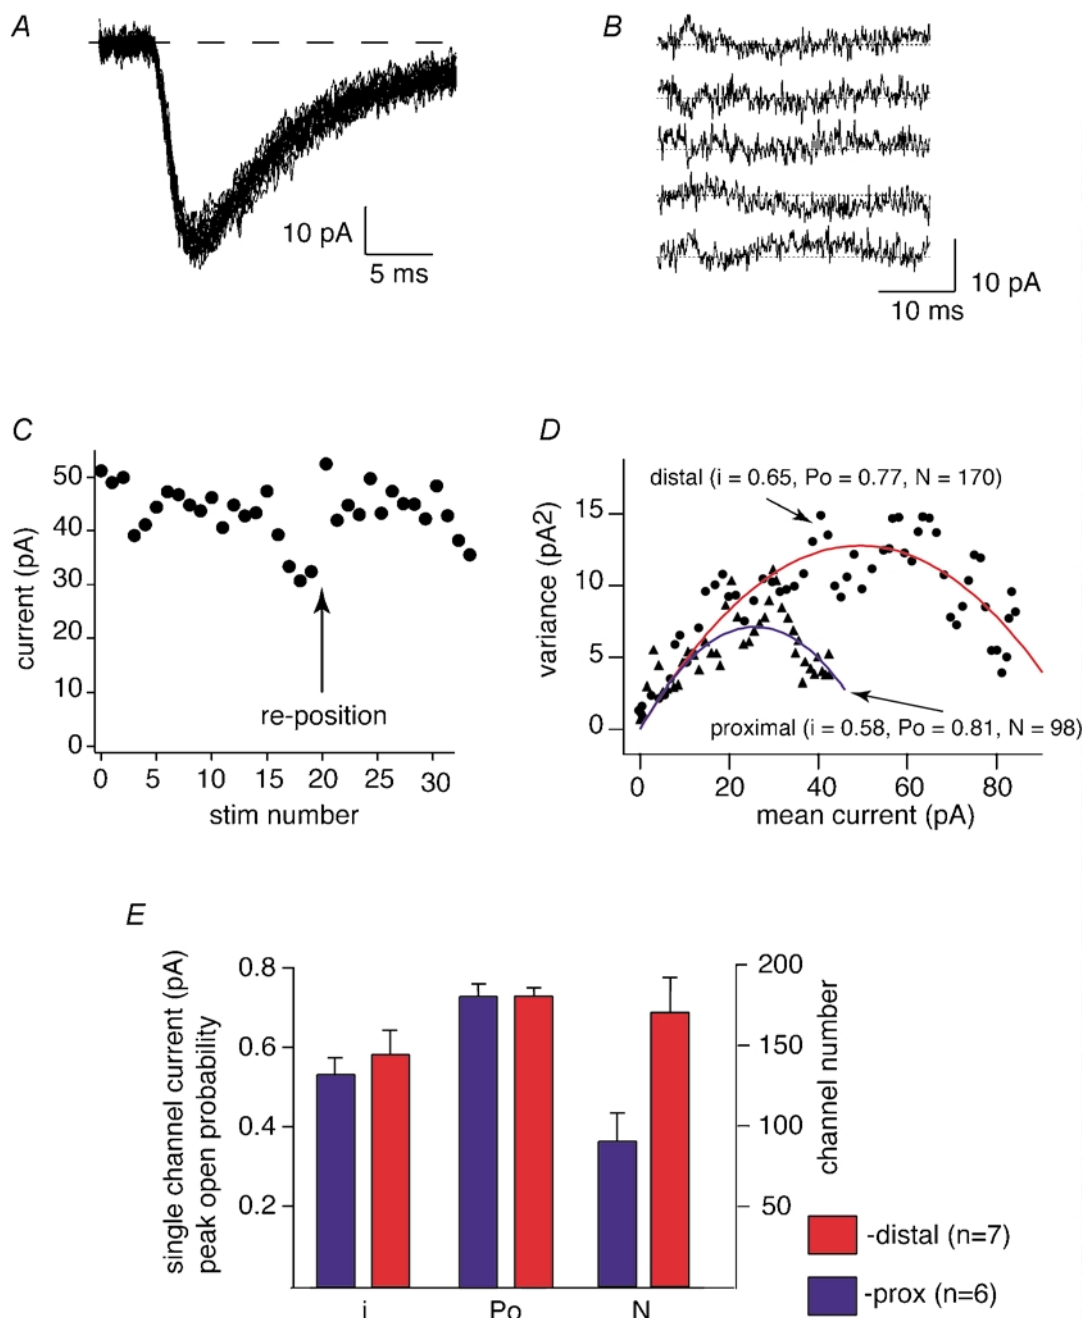 A
10 pA
5 ms
B
10 pA
10 ms
C
current (pA)
50
40
30
20
10
0
re-position
0 5 10 15 20 25 30
stim number
D
variance (pA2)
15
10
5
0
distal (i = 0.65, Po = 0.77, N = 170)
proximal (i = 0.58, Po = 0.81, N = 98)
0 20 40 60 80
mean current (pA)
E
single channel current (pA)
peak open probability
0.8
0.6
0.4
0.2
200
150
100
50
channel number
i Po N
-distal (n=7)
-prox (n=6)